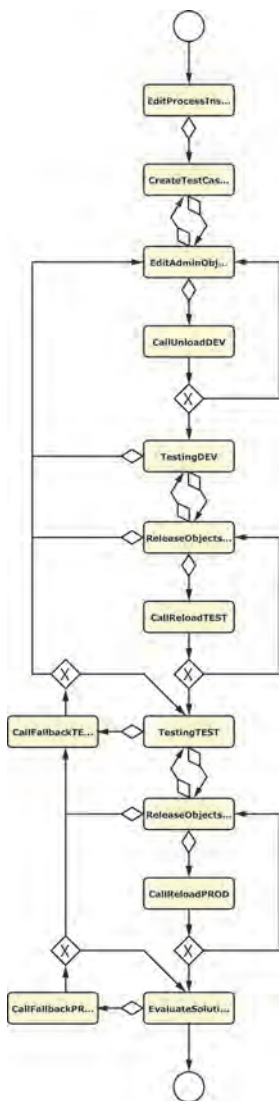 EditProcessIns...
CreateTestCas...
EditAdminObj...
CallUnloadDEV
X
TestingDEV
ReleaseObjects...
CallReloadTEST
X
X
CallFallbackTE...
TestingTEST
ReleaseObjects...
CallReloadPROD
X
X
CallFallbackPR...
EvaluateSoluti...